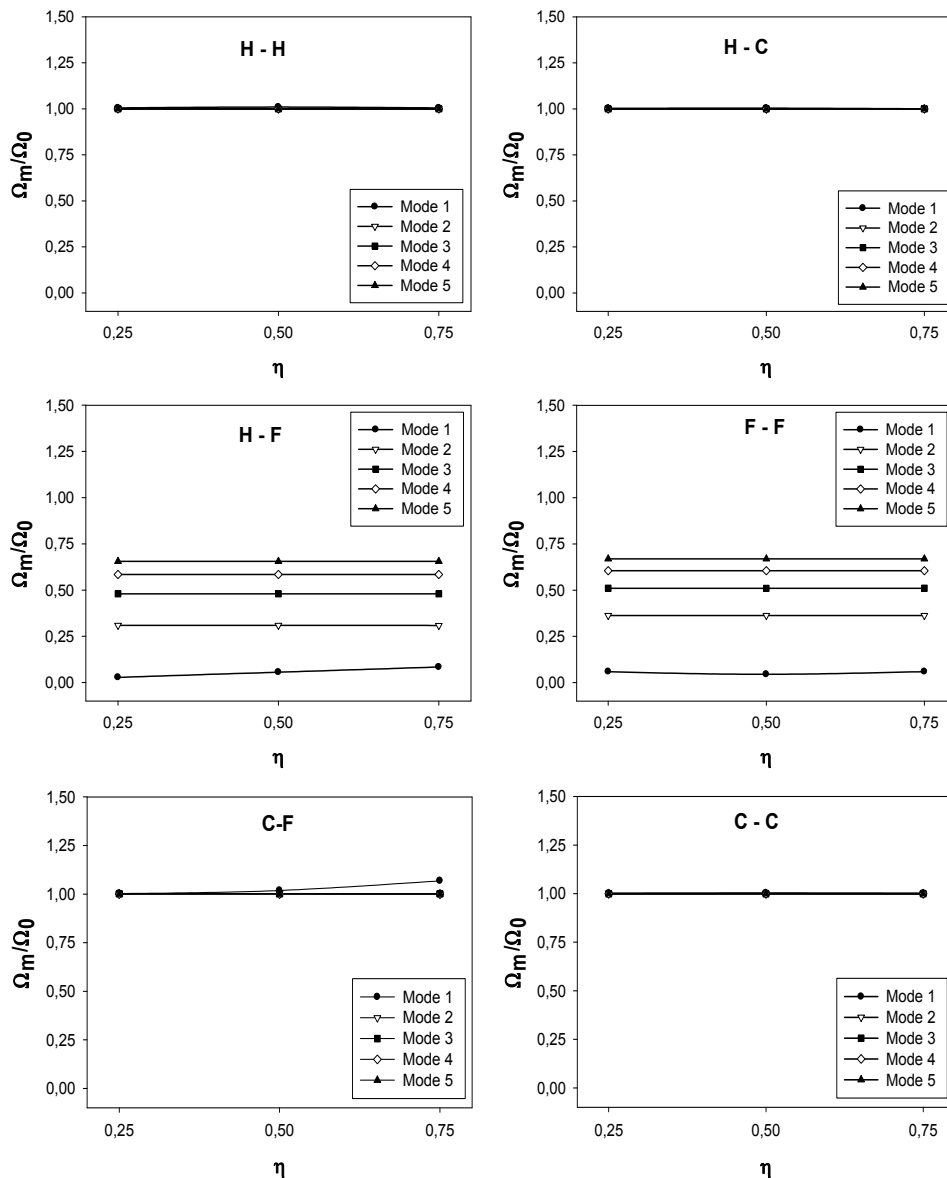 1,50
1,25
1,00
0,75
0,50
0,25
0,00
Ωm/Ω0
H - H
Mode 1
Mode 2
Mode 3
Mode 4
Mode 5
0,25 0,50 0,75
η
1,50
1,25
1,00
0,75
0,50
0,25
0,00
Ωm/Ω0
H - C
Mode 1
Mode 2
Mode 3
Mode 4
Mode 5
0,25 0,50 0,75
η
1,50
1,25
1,00
0,75
0,50
0,25
0,00
Ωm/Ω0
H - F
Mode 1
Mode 2
Mode 3
Mode 4
Mode 5
0,25 0,50 0,75
η
1,50
1,25
1,00
0,75
0,50
0,25
0,00
Ωm/Ω0
F - F
Mode 1
Mode 2
Mode 3
Mode 4
Mode 5
0,25 0,50 0,75
η
1,50
1,25
1,00
0,75
0,50
0,25
0,00
Ωm/Ω0
C-F
Mode 1
Mode 2
Mode 3
Mode 4
Mode 5
0,25 0,50 0,75
η
1,50
1,25
1,00
0,75
0,50
0,25
0,00
Ωm/Ω0
C - C
Mode 1
Mode 2
Mode 3
Mode 4
Mode 5
0,25 0,50 0,75
η